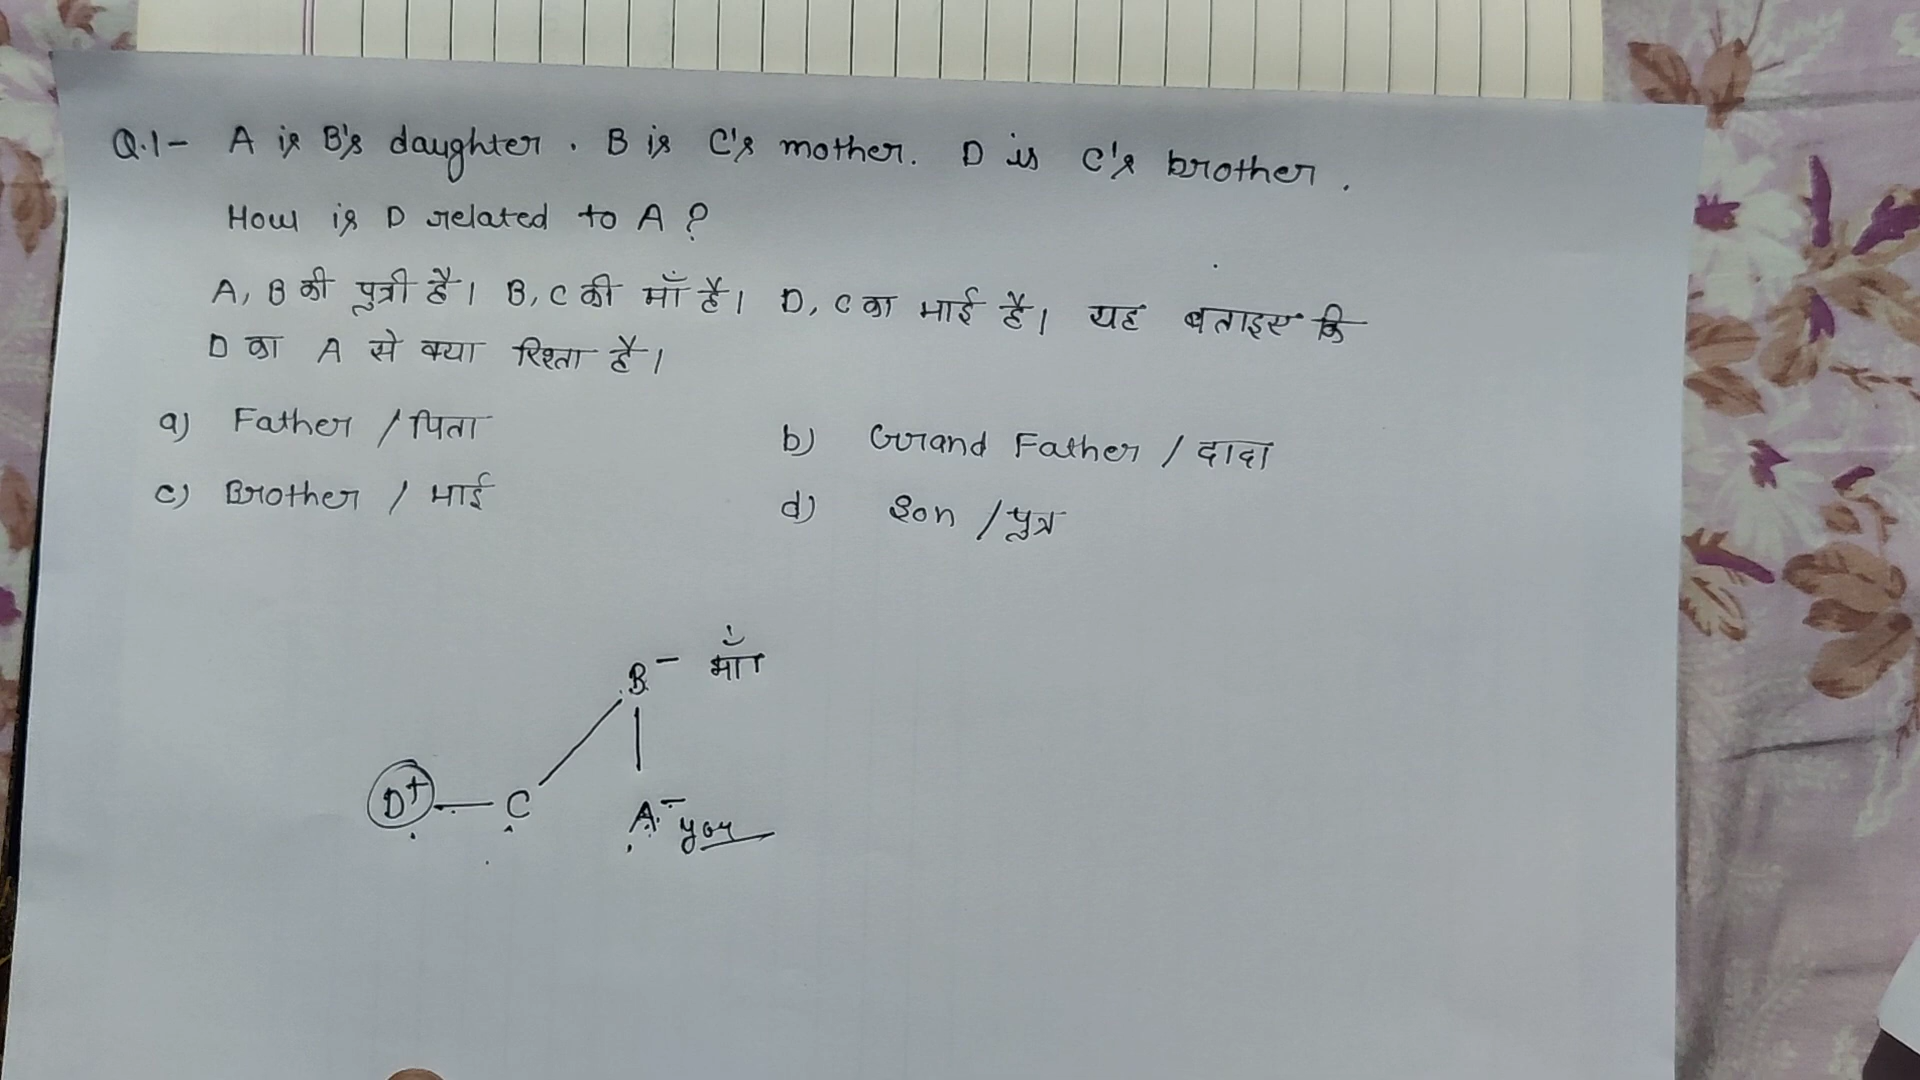 Q.1- A is B's daughter. B is C's mother. D is C's brother.
How is D related to A?
A, B की पुत्री है। B, C की माँ है। D, C का भाई है। यह बताइए कि
D का A से क्या रिश्ता है।
a) Father / पिता
b) Grand Father / दादा
c) Brother / भाई
d) Son / पुत्र
B - माँ
D+ - C
A - you